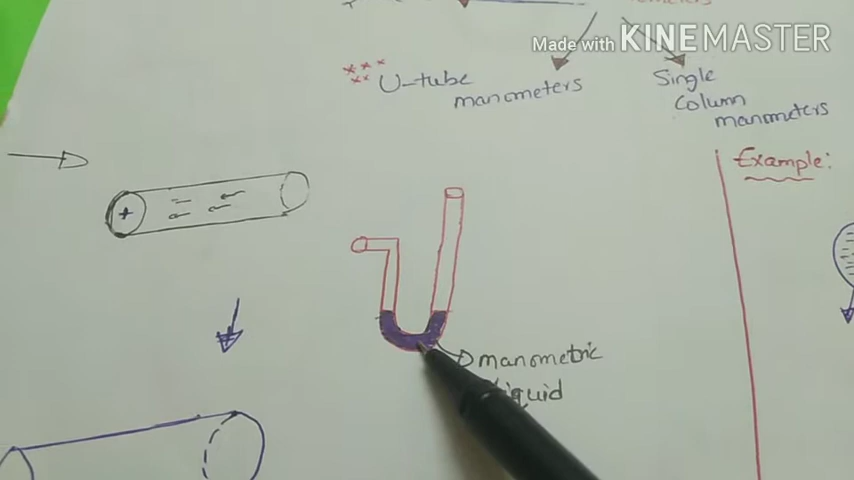 Made with KINEMASTER
*** ** U-tube
manometers
Single
Column
manometers
Example:
+
manometric
liquid